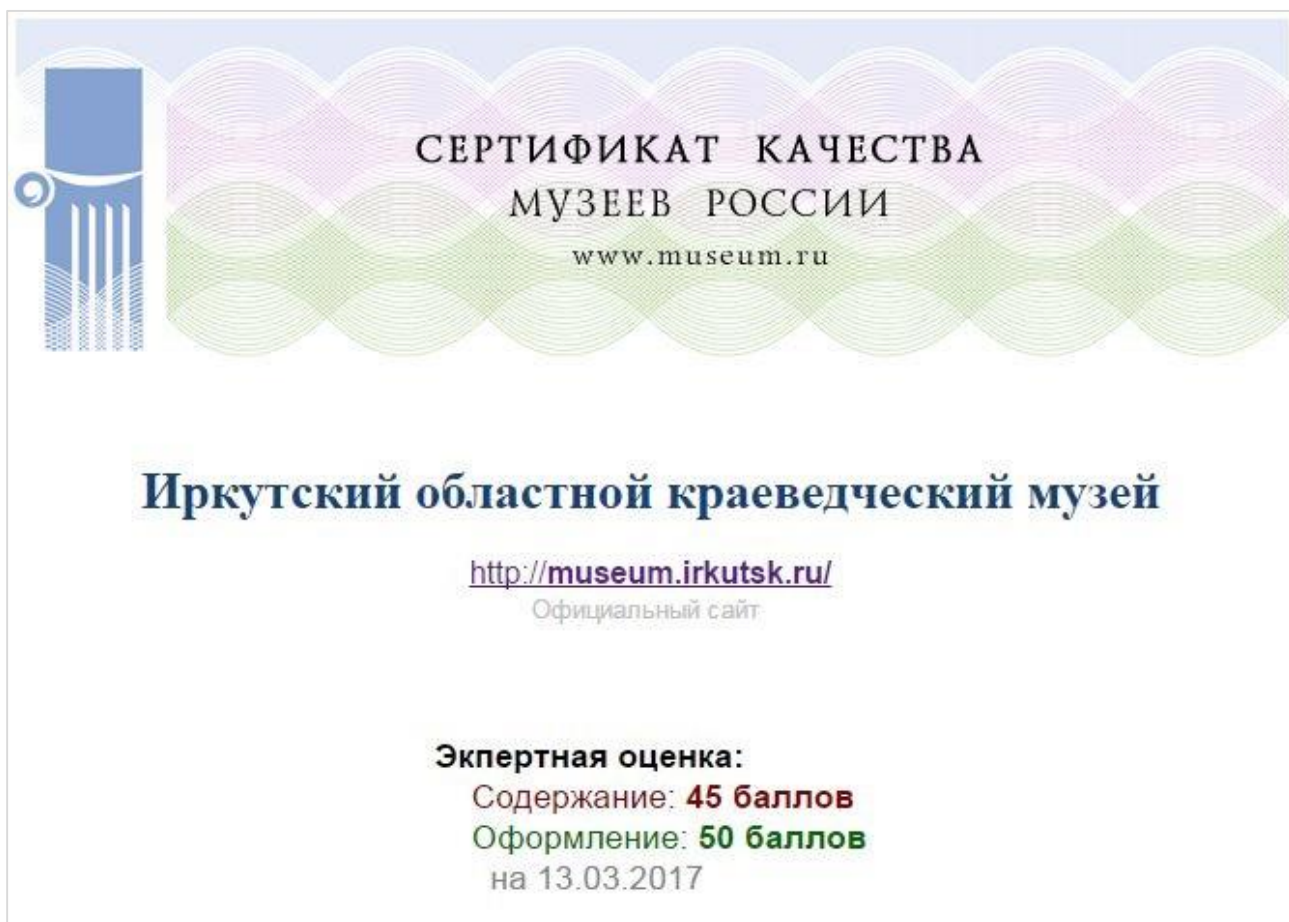 СЕРТИФИКАТ КАЧЕСТВА
МУЗЕЕВ РОССИИ
www.museum.ru
Иркутский областной краеведческий музей
http://museum.irkutsk.ru/
Официальный сайт
Экпертная оценка:
Содержание: 45 баллов
Оформление: 50 баллов
на 13.03.2017